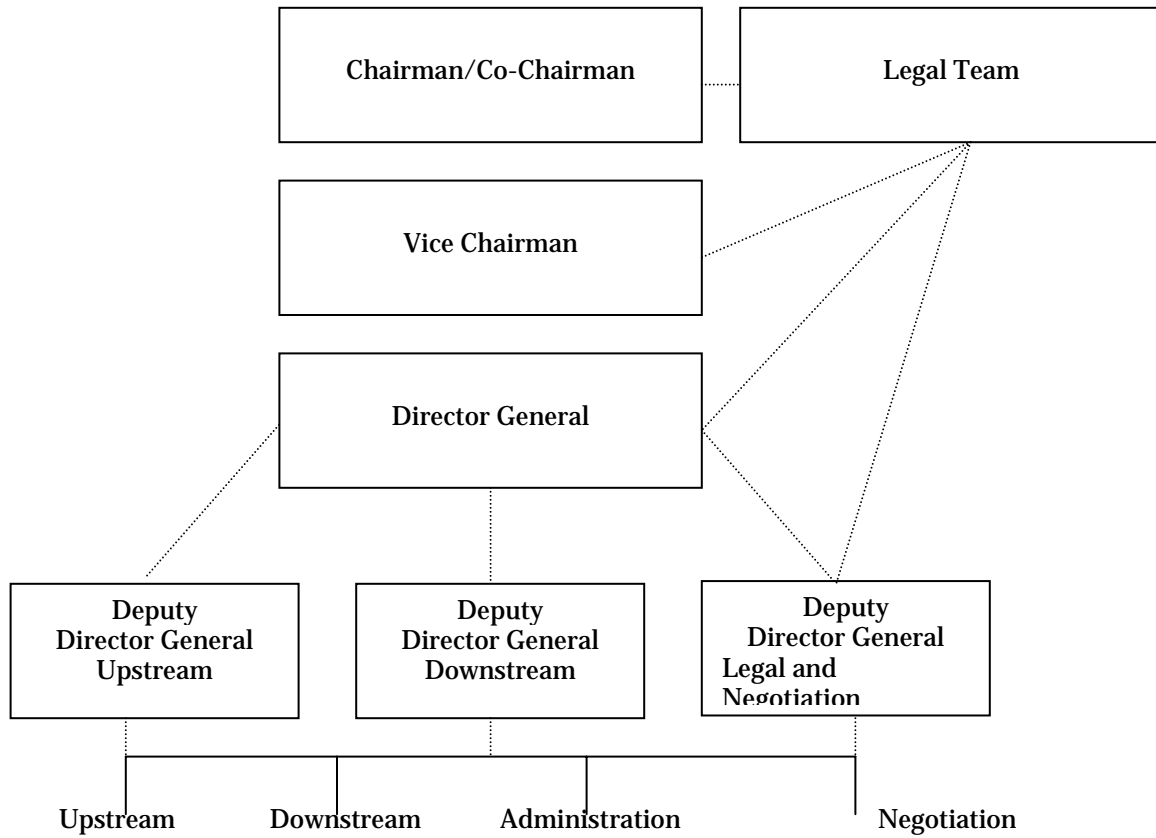 Chairman/Co-Chairman
Legal Team
Vice Chairman
Director General
Deputy
Director General
Upstream
Deputy
Director General
Downstream
Deputy
Director General
Legal and
Negotiation
Upstream
Downstream
Administration
Negotiation